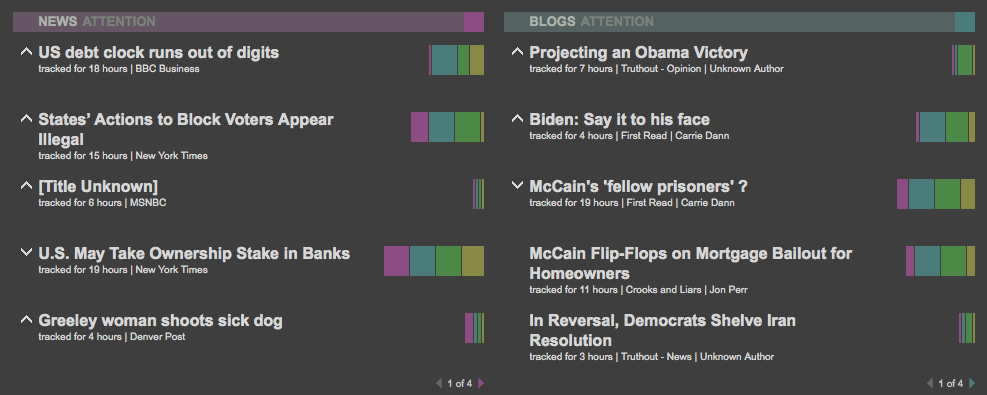 NEWS ATTENTION
US debt clock runs out of digits
tracked for 18 hours | BBC Business
States' Actions to Block Voters Appear
Illegal
tracked for 15 hours | New York Times
[Title Unknown]
tracked for 6 hours | MSNBC
U.S. May Take Ownership Stake in Banks
tracked for 19 hours | New York Times
Greeley woman shoots sick dog
tracked for 4 hours | Denver Post
1 of 4
BLOGS ATTENTION
Projecting an Obama Victory
tracked for 7 hours | Truthout - Opinion | Unknown Author
Biden: Say it to his face
tracked for 4 hours | First Read | Carrie Dann
McCain's 'fellow prisoners' ?
tracked for 19 hours | First Read | Carrie Dann
McCain Flip-Flops on Mortgage Bailout for
Homeowners
tracked for 11 hours | Crooks and Liars | Jon Perr
In Reversal, Democrats Shelve Iran
Resolution
tracked for 3 hours | Truthout - News | Unknown Author
1 of 4